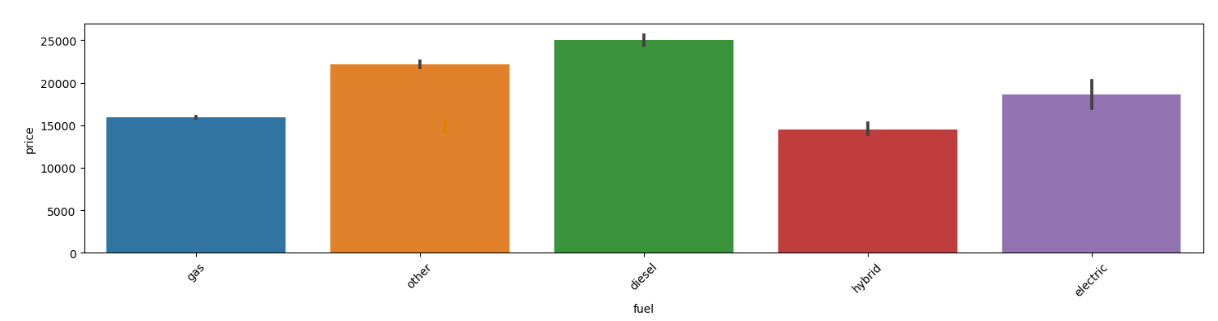 25000
20000
15000
10000
5000
0
price
gas
other
diesel
hybrid
electric
fuel